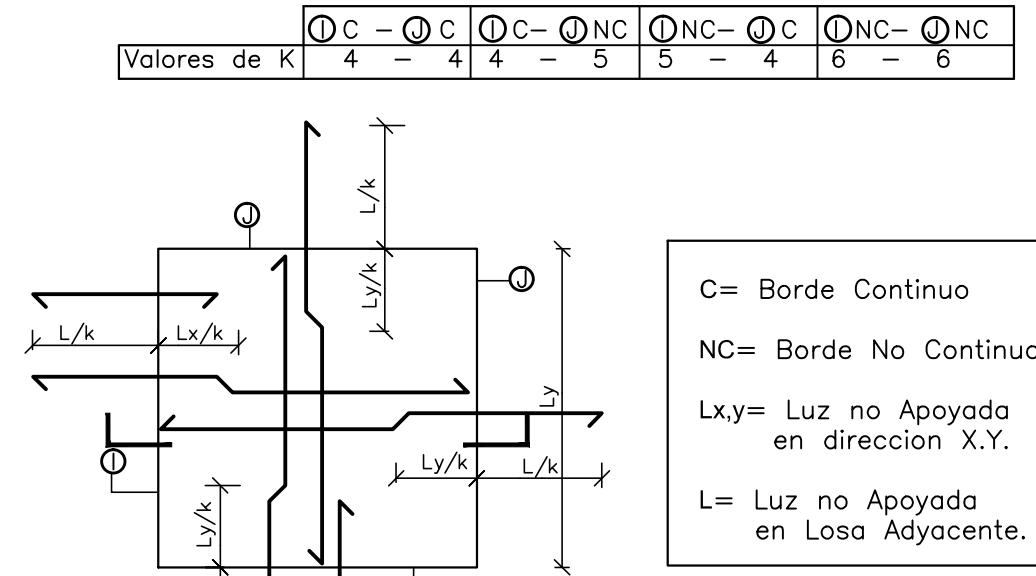 Ⓘ C - Ⓙ C Ⓘ C- Ⓙ NC Ⓘ NC- Ⓙ C Ⓘ NC- Ⓙ NC
Valores de K 4 - 4 4 - 5 5 - 4 6 - 6
L/k
Ⓙ
Ly/k
Ⓙ
L/k Lx/k
Ly
Ⓘ
Ly/k L/k
Ly/k
C= Borde Continuo
NC= Borde No Continuo
Lx,y= Luz no Apoyada
en direccion X.Y.
L= Luz no Apoyada
en Losa Adyacente.